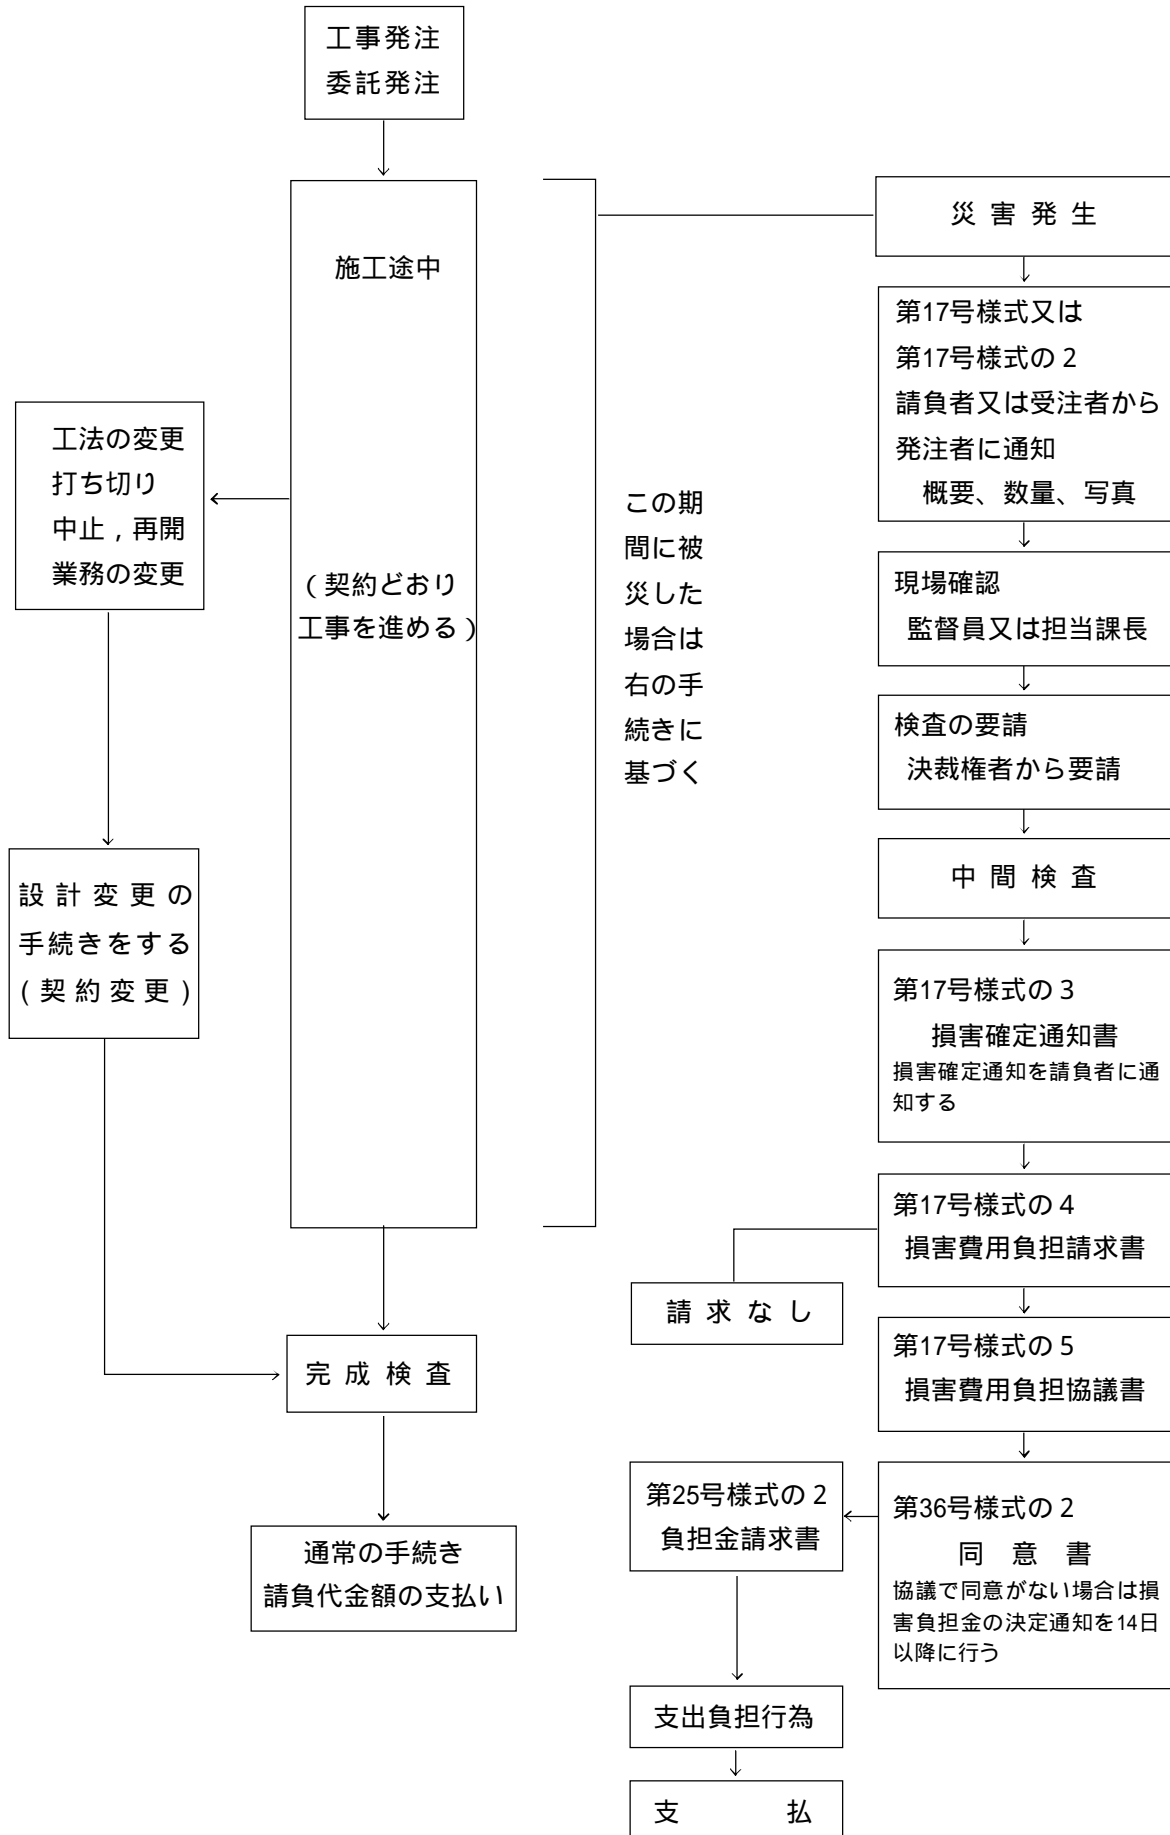 工事発注
委託発注
施工途中
（契約どおり
工事を進める）
工法の変更
打ち切り
中止，再開
業務の変更
設計変更の
手続きをする
(契約変更)
完成検査
通常の手続き
請負代金額の支払い
この期
間に被
災した
場合は
右の手
続きに
基づく
災害発生
第17号様式又は
第17号様式の２
請負者又は受注者から
発注者に通知
概要、数量、写真
現場確認
監督員又は担当課長
検査の要請
決裁権者から要請
中間検査
第17号様式の３
損害確定通知書
損害確定通知を請負者に通
知する
第17号様式の４
損害費用負担請求書
請求なし
第17号様式の５
損害費用負担協議書
第36号様式の２
同意書
協議で同意がない場合は損
害負担金の決定通知を14日
以降に行う
第25号様式の２
負担金請求書
支出負担行為
支払